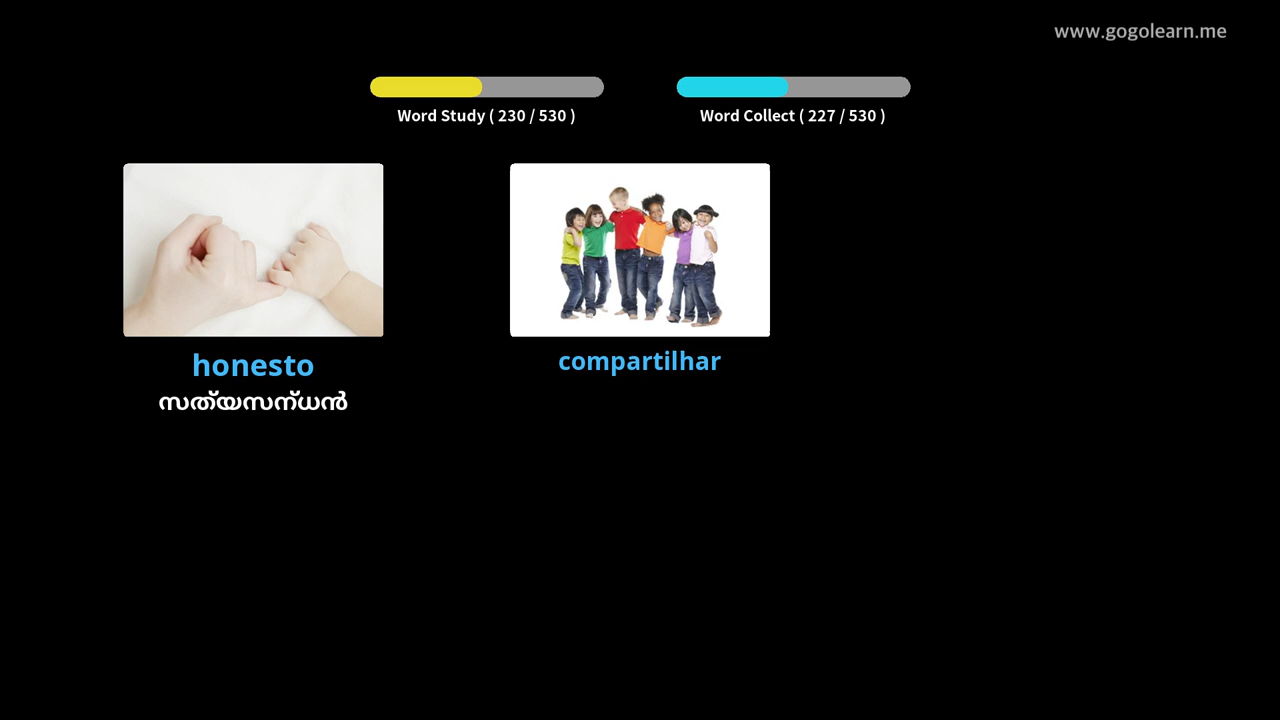 www.gogolearn.me
Word Study ( 230 / 530 )
Word Collect ( 227 / 530 )
honesto
സത്യസന്ധൻ
compartilhar